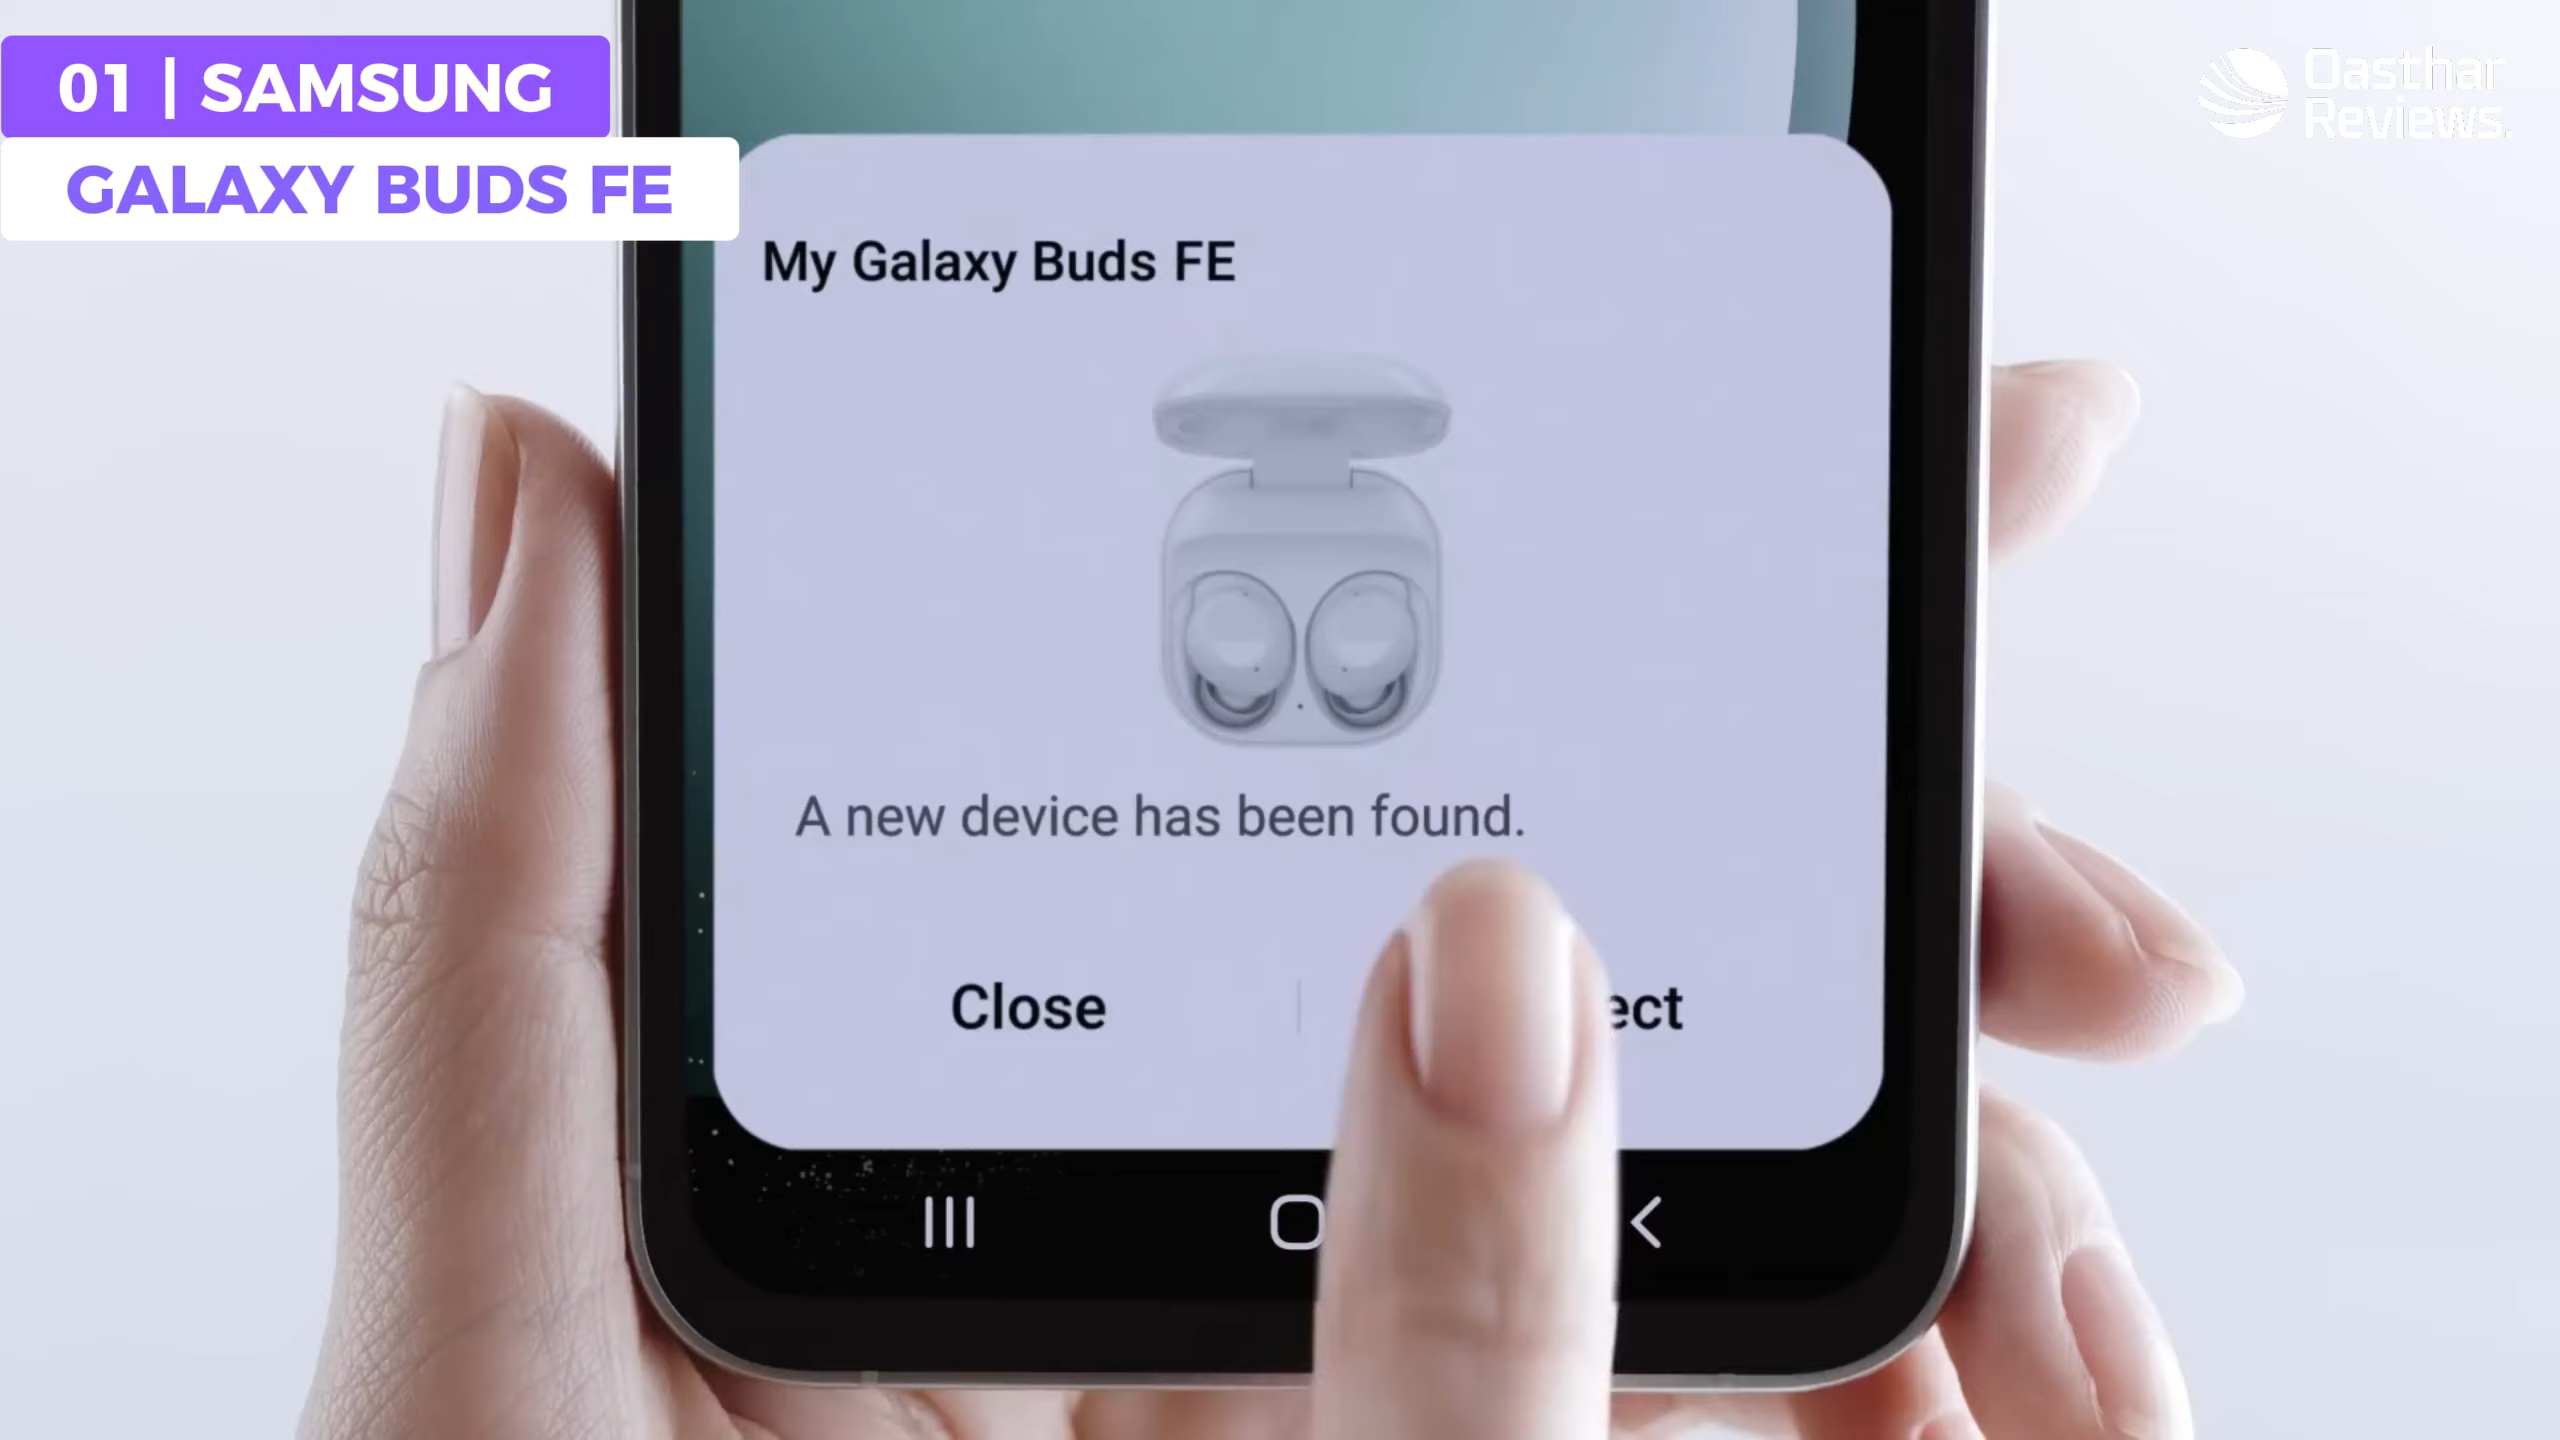 01 | SAMSUNG
GALAXY BUDS FE
Oasthar
Reviews.
My Galaxy Buds FE
A new device has been found.
Close
ect